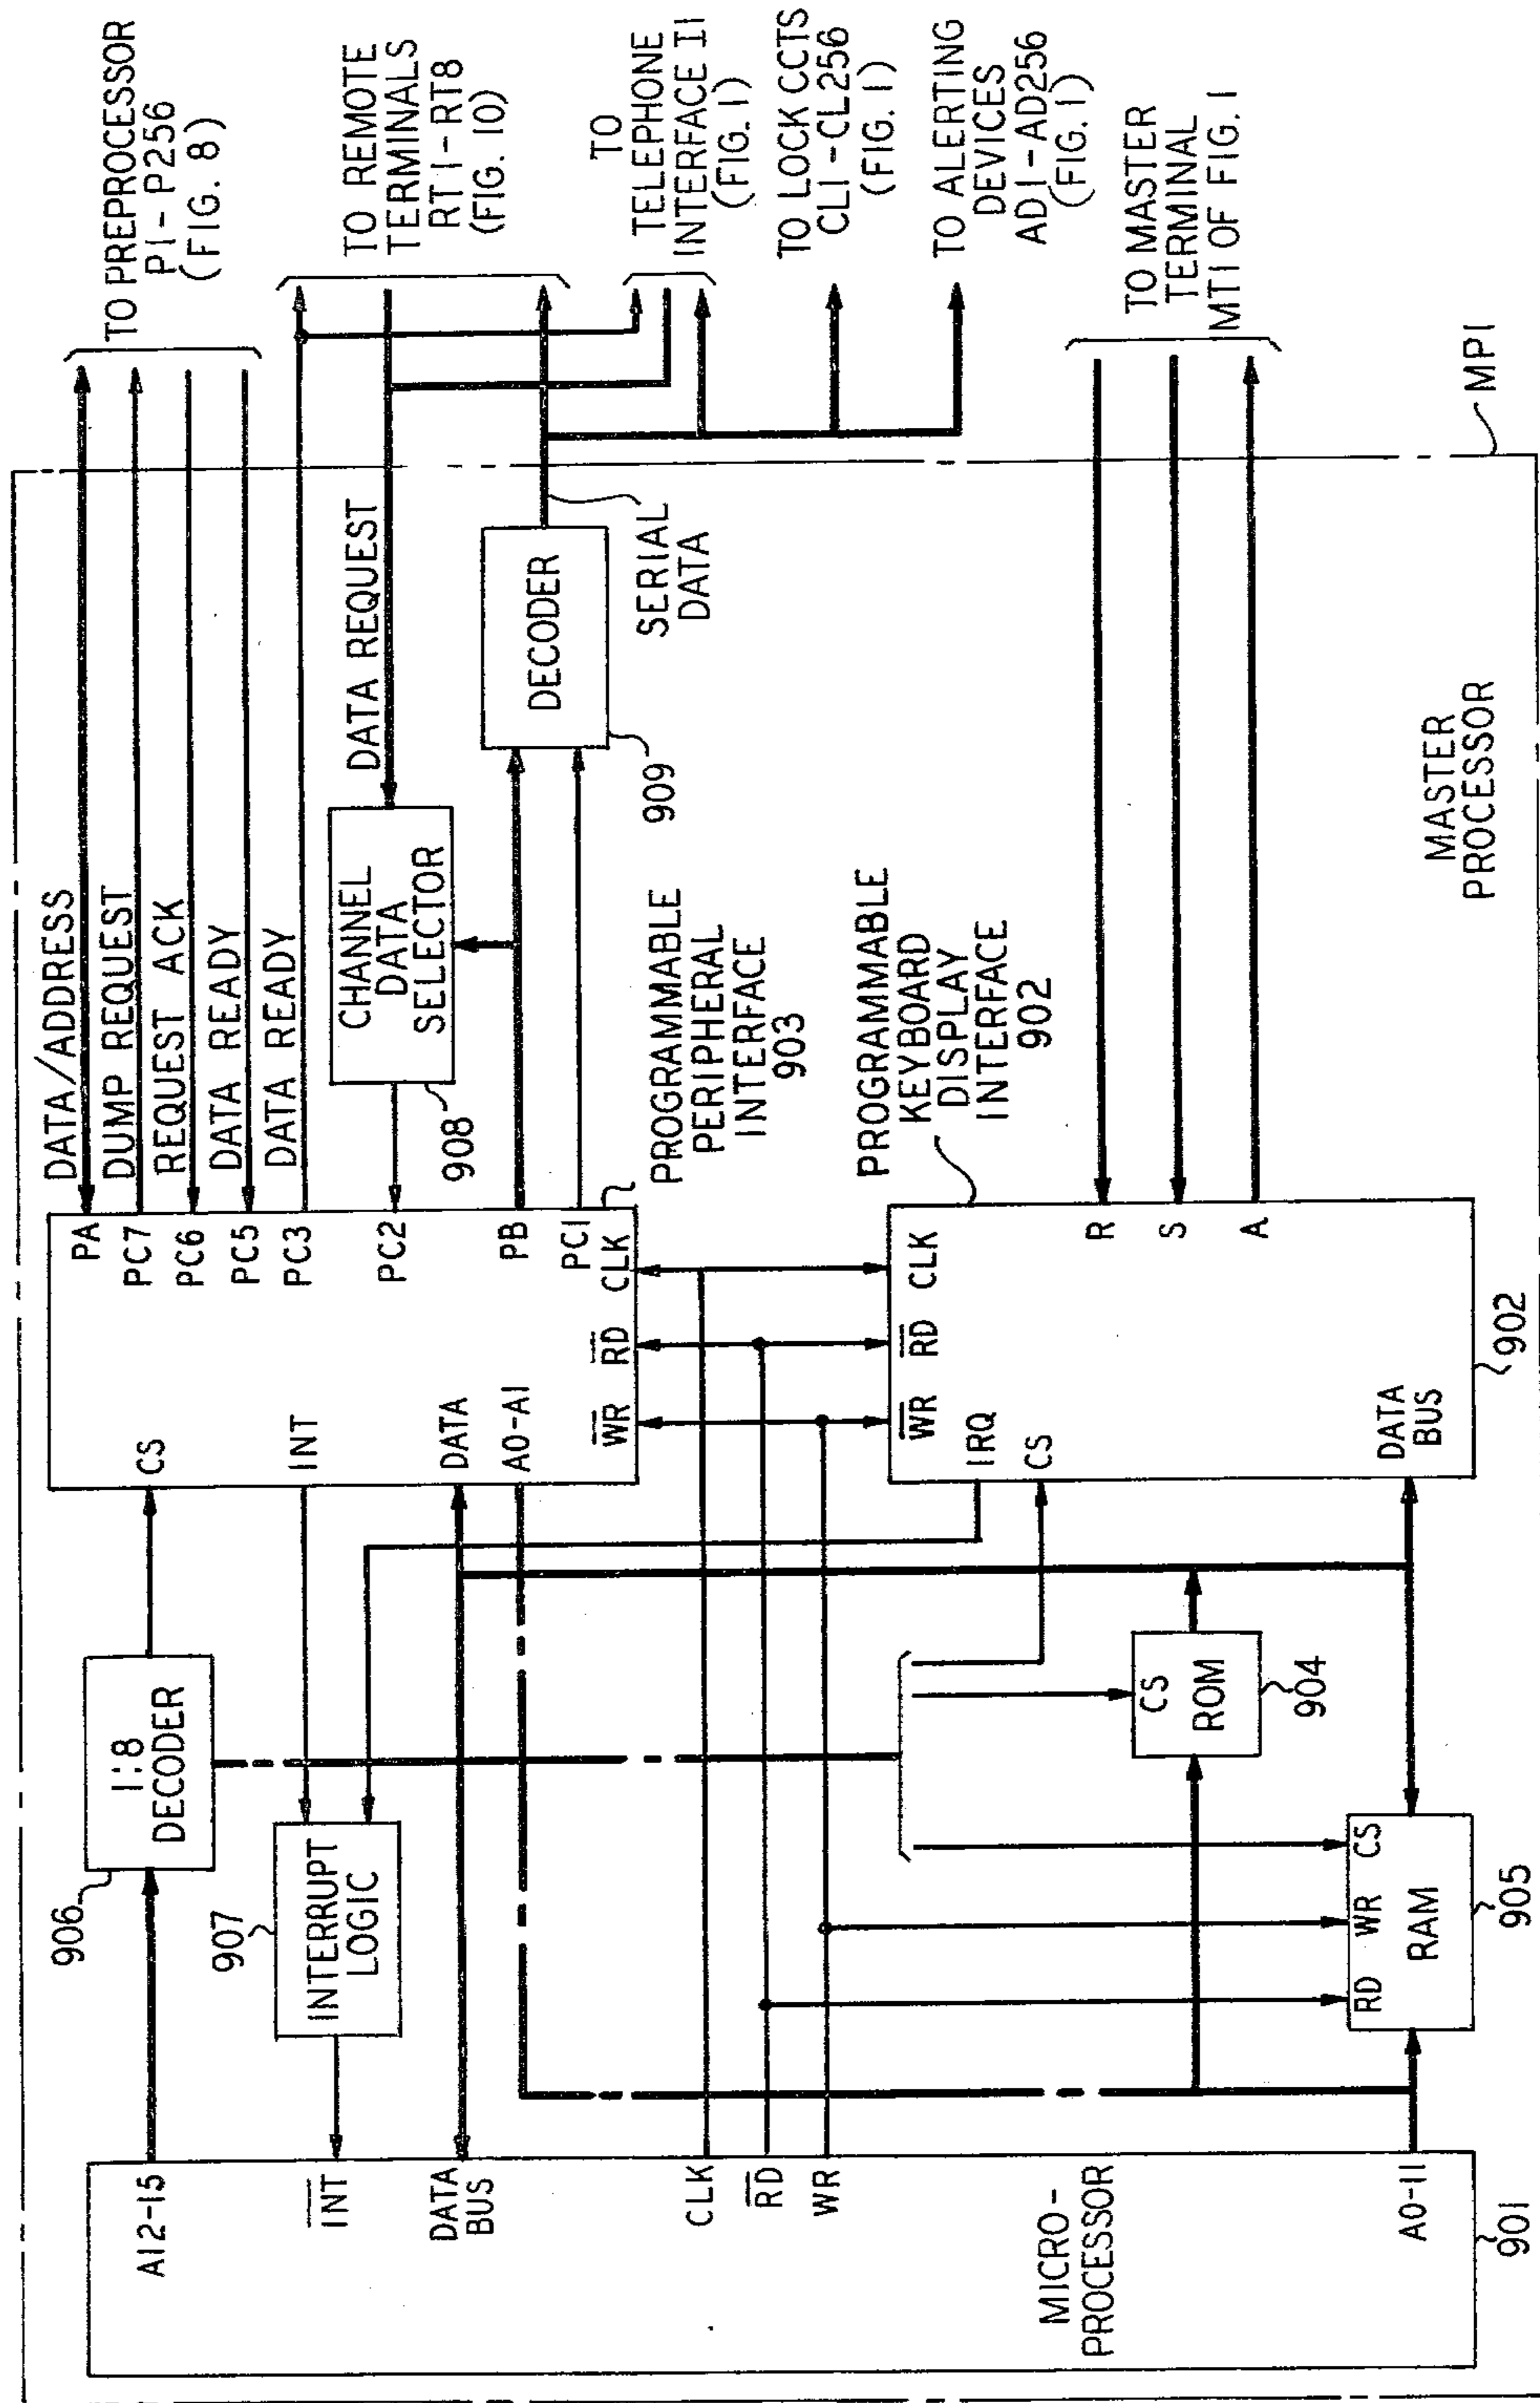 A12-15
INT
DATA
BUS
CLK
RD
WR
MICRO-
PROCESSOR
A0-11
901
906
1:8
DECODER
907
INTERRUPT
LOGIC
RD
WR
CS
RAM
905
CS
ROM
904
CS
INT
DATA
A0-A1
WR
RD
CLK
PA
PC7
PC6
PC5
PC3
PC2
PB
PC1
PROGRAMMABLE
PERIPHERAL
INTERFACE
903
IRQ
CS
DATA
BUS
WR
RD
CLK
R
S
A
902
PROGRAMMABLE
KEYBOARD
DISPLAY
INTERFACE
902
DATA/ADDRESS
DUMP REQUEST
REQUEST ACK
DATA READY
DATA READY
CHANNEL
DATA
SELECTOR
908
DATA REQUEST
DECODER
909
SERIAL
DATA
MASTER
PROCESSOR
MP1
TO PREPROCESSOR
P1-P256
(FIG. 8)
TO REMOTE
TERMINALS
RT1-RT8
(FIG. 10)
TO
TELEPHONE
INTERFACE II
(FIG. 1)
TO LOCK CCTS
CL1-CL256
(FIG. 1)
TO ALERTING
DEVICES
AD1-AD256
(FIG. 1)
TO MASTER
TERMINAL
MT1 OF FIG. 1